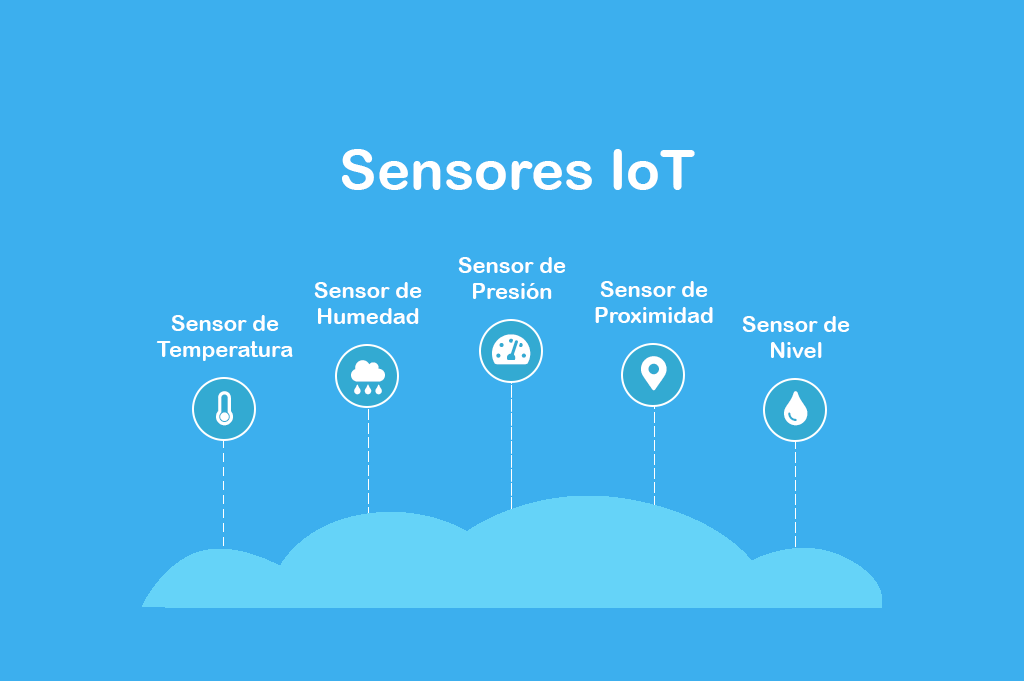 Sensores IoT
Sensor de
Temperatura
Sensor de
Humedad
Sensor de
Presión
Sensor de
Proximidad
Sensor de
Nivel